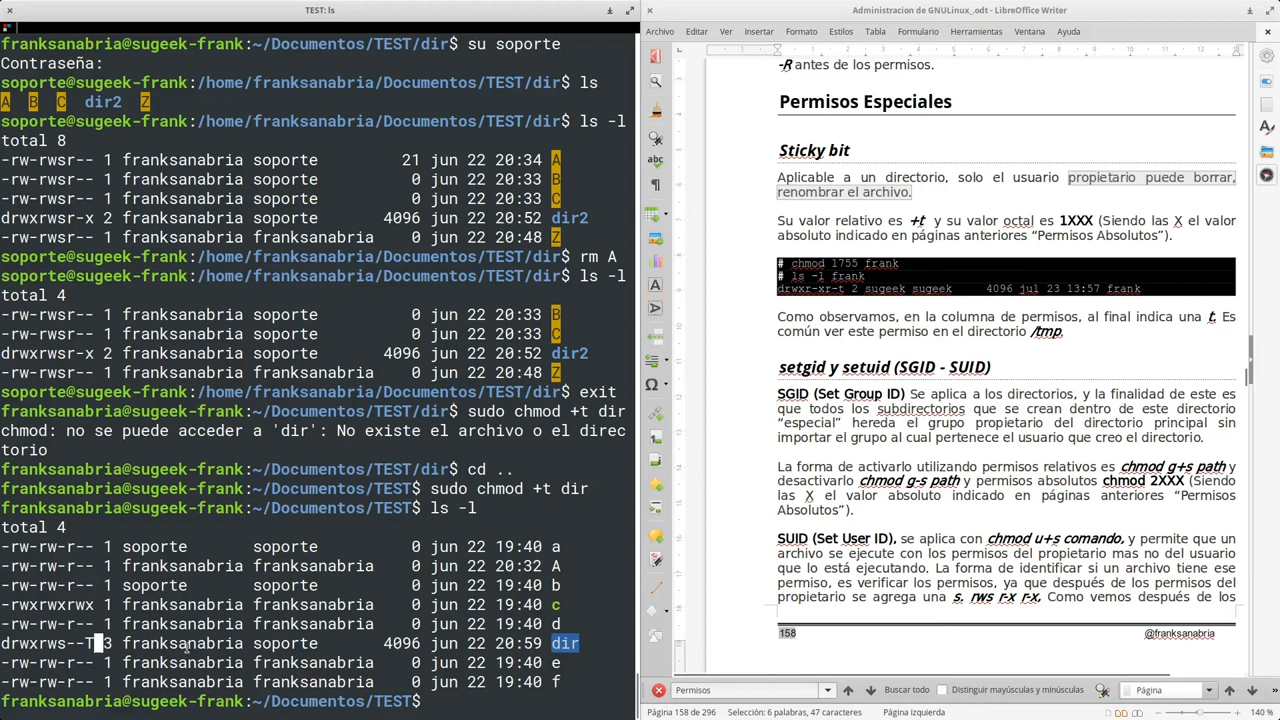 TEST: ls
franksanabria@sugeek-frank:~/Documentos/TEST/dir$ su soporte
Contraseña:
soporte@sugeek-frank:/home/franksanabria/Documentos/TEST/dir$ ls
A B C dir2 Z
soporte@sugeek-frank:/home/franksanabria/Documentos/TEST/dir$ ls -l
total 8
-rw-rwsr-- 1 franksanabria soporte 21 jun 22 20:34 A
-rw-rwsr-- 1 franksanabria soporte 0 jun 22 20:33 B
-rw-rwsr-- 1 franksanabria soporte 0 jun 22 20:33 C
drwxrwsr-x 2 franksanabria soporte 4096 jun 22 20:52 dir2
-rw-rwsr-- 1 franksanabria franksanabria 0 jun 22 20:48 Z
soporte@sugeek-frank:/home/franksanabria/Documentos/TEST/dir$ rm A
soporte@sugeek-frank:/home/franksanabria/Documentos/TEST/dir$ ls -l
total 4
-rw-rwsr-- 1 franksanabria soporte 0 jun 22 20:33 B
-rw-rwsr-- 1 franksanabria soporte 0 jun 22 20:33 C
drwxrwsr-x 2 franksanabria soporte 4096 jun 22 20:52 dir2
-rw-rwsr-- 1 franksanabria franksanabria 0 jun 22 20:48 Z
soporte@sugeek-frank:/home/franksanabria/Documentos/TEST/dir$ exit
franksanabria@sugeek-frank:~/Documentos/TEST/dir$ sudo chmod +t dir
chmod: no se puede acceder a 'dir': No existe el archivo o el direc
torio
franksanabria@sugeek-frank:~/Documentos/TEST/dir$ cd ..
franksanabria@sugeek-frank:~/Documentos/TEST$ sudo chmod +t dir
franksanabria@sugeek-frank:~/Documentos/TEST$ ls -l
total 4
-rw-rw-r-- 1 soporte soporte 0 jun 22 19:40 a
-rw-rw-r-- 1 franksanabria franksanabria 0 jun 22 20:32 A
-rw-rw-r-- 1 soporte franksanabria 0 jun 22 19:40 b
-rwxrwxrwx 1 franksanabria franksanabria 0 jun 22 19:40 c
-rw-rw-r-- 1 franksanabria franksanabria 0 jun 22 19:40 d
drwxrws--T 3 franksanabria soporte 4096 jun 22 20:59 dir
-rw-rw-r-- 1 franksanabria franksanabria 0 jun 22 19:40 e
-rw-rw-r-- 1 franksanabria franksanabria 0 jun 22 19:40 f
franksanabria@sugeek-frank:~/Documentos/TEST$
Administracion de GNULinux_.odt - LibreOffice Writer
Archivo Editar Ver Insertar Formato Estilos Tabla Formulario Herramientas Ventana Ayuda
-R antes de los permisos.
Permisos Especiales
Sticky bit
Aplicable a un directorio, solo el usuario propietario puede borrar,
renombrar el archivo.
Su valor relativo es +t y su valor octal es 1XXX (Siendo las X el valor
absoluto indicado en páginas anteriores “Permisos Absolutos”).
# chmod 1755 frank
# ls -l frank
drwxr-xr-t 2 sugeek sugeek 4096 jul 23 13:57 frank
Como observamos, en la columna de permisos, al final indica una t. Es
común ver este permiso en el directorio /tmp.
setgid y setuid (SGID - SUID)
SGID (Set Group ID) Se aplica a los directorios, y la finalidad de este es
que todos los subdirectorios que se crean dentro de este directorio
“especial” hereda el grupo propietario del directorio principal sin
importar el grupo al cual pertenece el usuario que creo el directorio.
La forma de activarlo utilizando permisos relativos es chmod g+s path y
desactivarlo chmod g-s path y permisos absolutos chmod 2XXX (Siendo
las X el valor absoluto indicado en páginas anteriores “Permisos
Absolutos”).
SUID (Set User ID), se aplica con chmod u+s comando, y permite que un
archivo se ejecute con los permisos del propietario mas no del usuario
que lo está ejecutando. La forma de identificar si un archivo tiene ese
permiso, es verificar los permisos, ya que después de los permisos del
propietario se agrega una s. rws r-x r-x, Como vemos después de los
158 @franksanabria
Permisos Buscar todo Distinguir mayúsculas y minúsculas Página
Página 158 de 296 Selección: 6 palabras, 47 caracteres Página izquierda 140 %